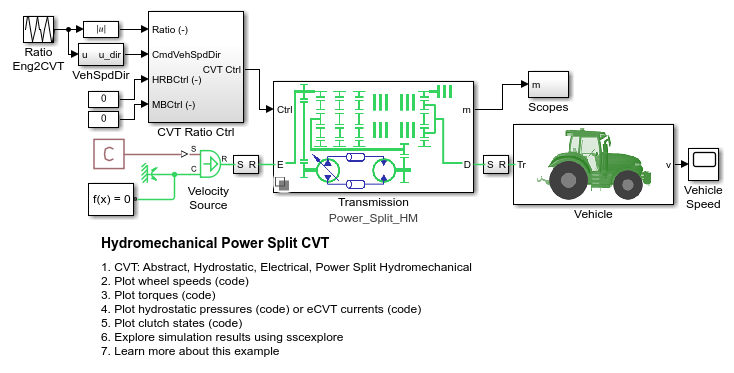 Ratio
Eng2CVT
|u|
u u_dir
VehSpdDir
0
0
Ratio (-)
CmdVehSpdDir
HRBCtrl (-)
MBCtrl (-)
CVT Ctrl
CVT Ratio Ctrl
C
S
C
R
Velocity
Source
f(x) = 0
S R
Ctrl
E
m
D
Transmission
Power_Split_HM
m
Scopes
S R
Tr
v
Vehicle
Vehicle
Speed
Hydromechanical Power Split CVT
1. CVT: Abstract, Hydrostatic, Electrical, Power Split Hydromechanical
2. Plot wheel speeds (code)
3. Plot torques (code)
4. Plot hydrostatic pressures (code) or eCVT currents (code)
5. Plot clutch states (code)
6. Explore simulation results using sscexplore
7. Learn more about this example